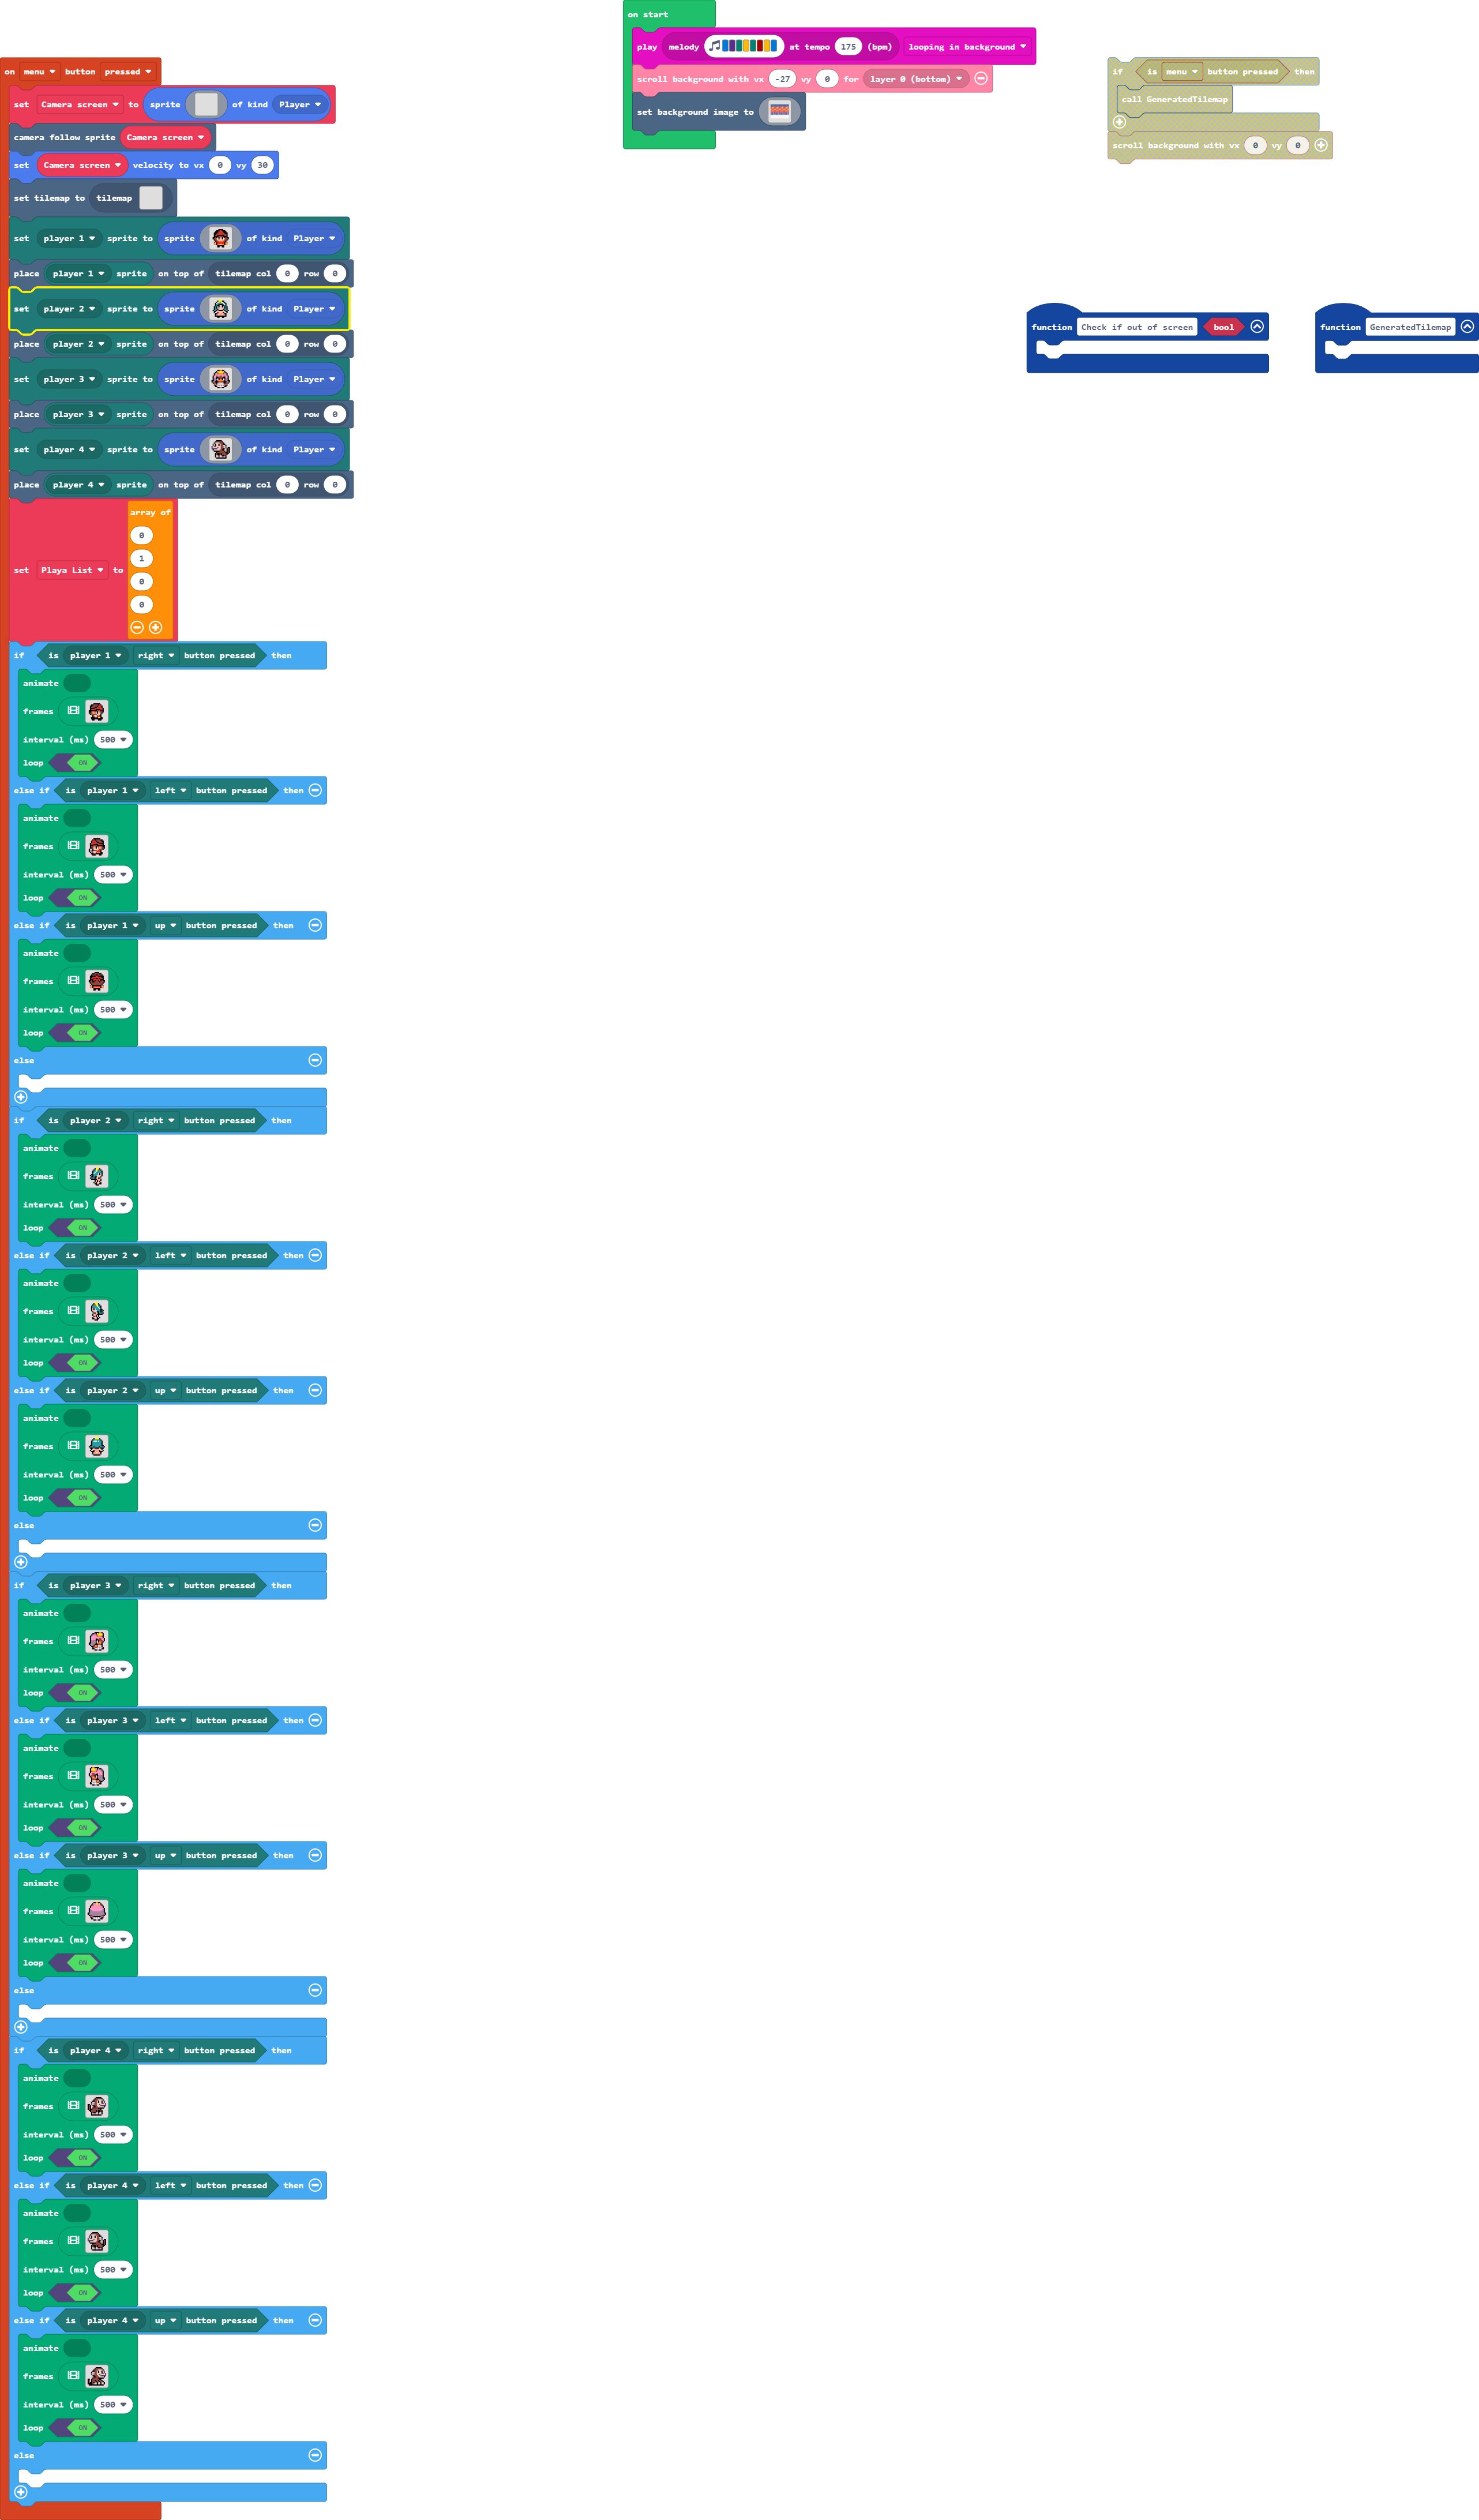 on menu button pressed
set Camera screen to sprite of kind Player
camera follow sprite Camera screen
set Camera screen velocity to vx 0 vy 30
set tilemap to tilemap
set player 1 sprite to sprite of kind Player
place player 1 sprite on top of tilemap col 0 row 0
set player 2 sprite to sprite of kind Player
place player 2 sprite on top of tilemap col 0 row 0
set player 3 sprite to sprite of kind Player
place player 3 sprite on top of tilemap col 0 row 0
set player 4 sprite to sprite of kind Player
place player 4 sprite on top of tilemap col 0 row 0
array of
0
1
set Playa List to
0
0
if is player 1 right button pressed then
animate
frames
interval (ms) 500
loop ON
else if is player 1 left button pressed then
animate
frames
interval (ms) 500
loop ON
else if is player 1 up button pressed then
animate
frames
interval (ms) 500
loop ON
else
if is player 2 right button pressed then
animate
frames
interval (ms) 500
loop ON
else if is player 2 left button pressed then
animate
frames
interval (ms) 500
loop ON
else if is player 2 up button pressed then
animate
frames
interval (ms) 500
loop ON
else
if is player 3 right button pressed then
animate
frames
interval (ms) 500
loop ON
else if is player 3 left button pressed then
animate
frames
interval (ms) 500
loop ON
else if is player 3 up button pressed then
animate
frames
interval (ms) 500
loop ON
else
if is player 4 right button pressed then
animate
frames
interval (ms) 500
loop ON
else if is player 4 left button pressed then
animate
frames
interval (ms) 500
loop ON
else if is player 4 up button pressed then
animate
frames
interval (ms) 500
loop ON
else
on start
play melody at tempo 175 (bpm) looping in background
scroll background with vx -27 vy 0 for layer 0 (bottom)
set background image to
if is menu button pressed then
call GeneratedTilemap
scroll background with vx 0 vy 0
function Check if out of screen bool
function GeneratedTilemap